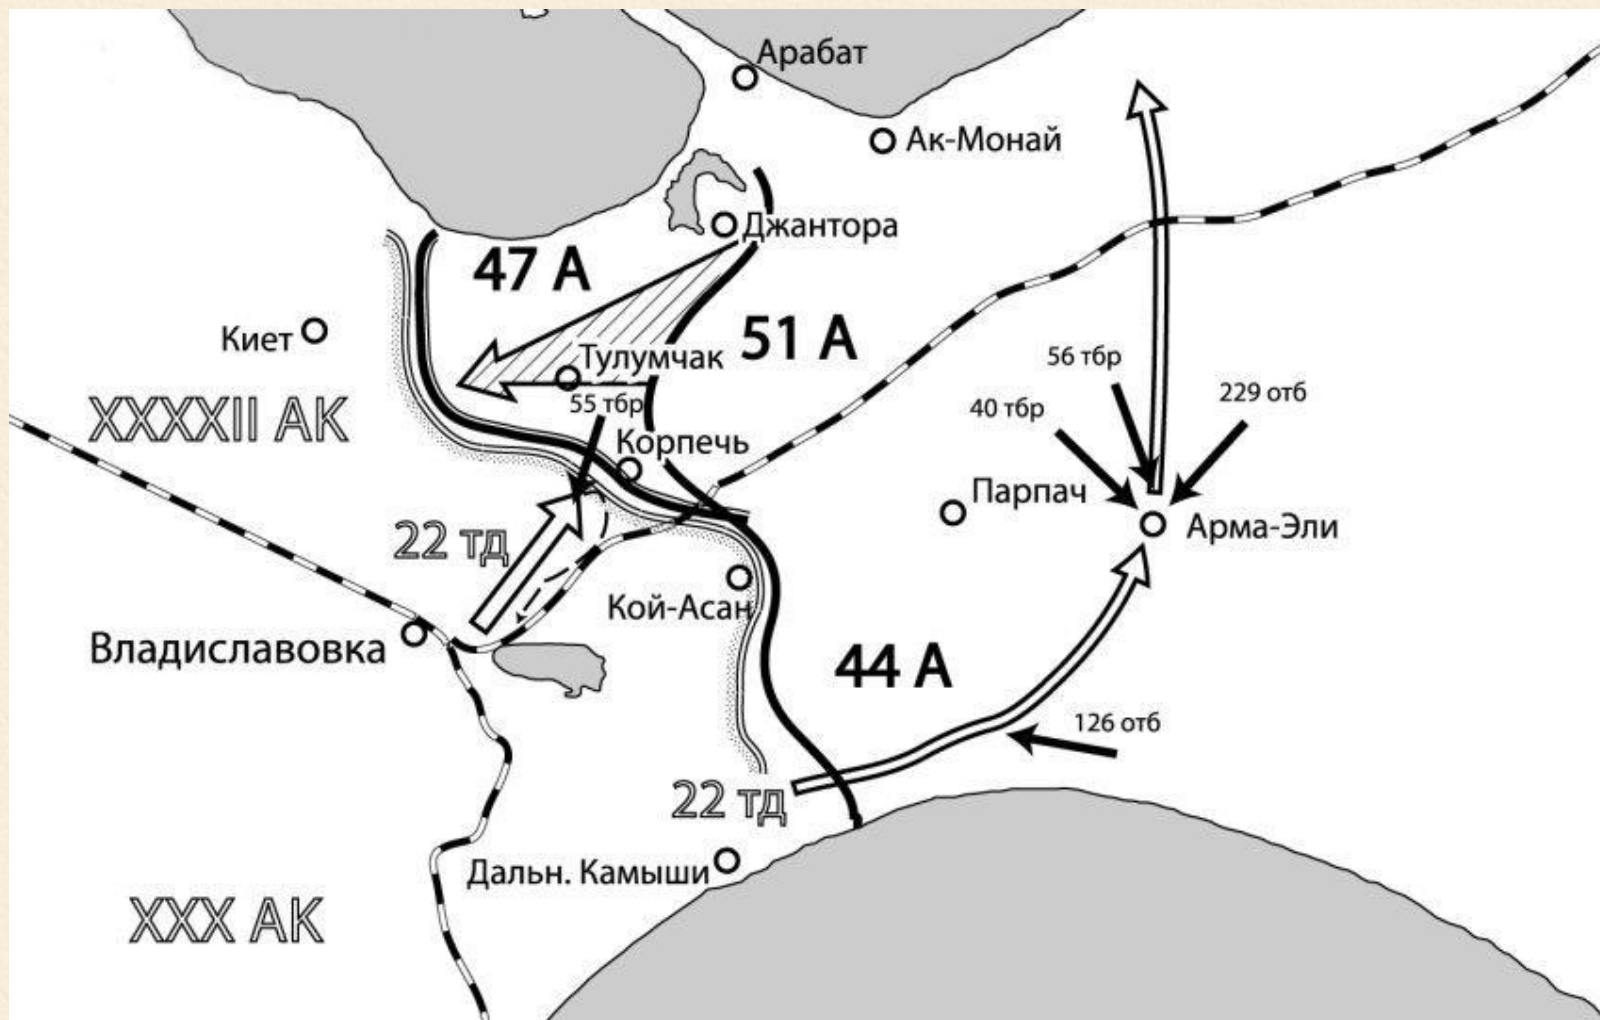 Арабат
Ак-Монай
Джантора
47 А
Киет
51 А
Тулумчак
56 тбр
229 отб
55 тбр
40 тбр
XXXXII АК
Корпечь
Парпач
22 тд
Арма-Эли
Кой-Асан
Владиславовка
44 А
126 отб
22 тд
Дальн. Камыши
XXX АК